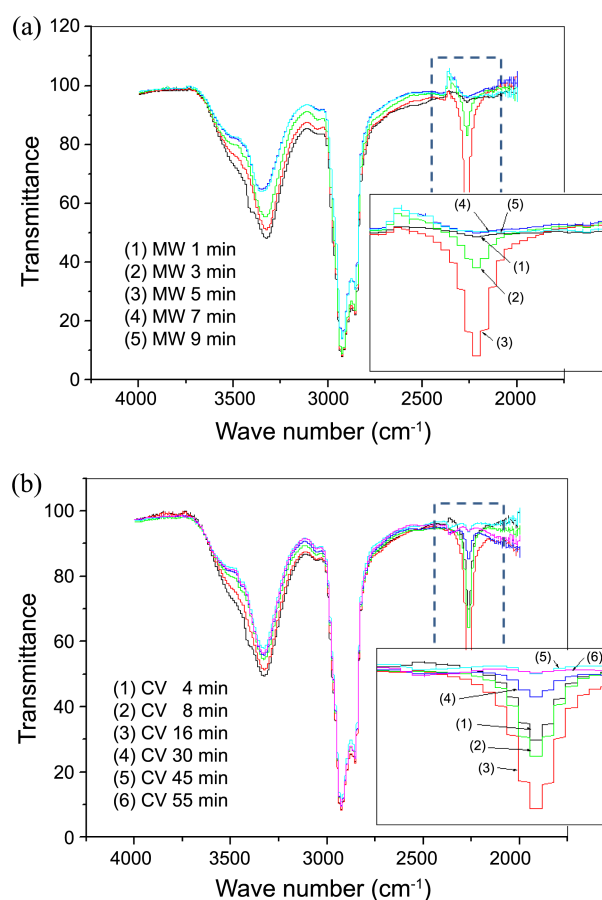 (a)
120
100
80
60
40
20
0
Transmittance
(1) MW 1 min
(2) MW 3 min
(3) MW 5 min
(4) MW 7 min
(5) MW 9 min
(4)
(5)
(1)
(2)
(3)
4000
3500
3000
2500
2000
Wave number (cm⁻¹)
(b)
100
80
60
40
20
0
Transmittance
(1) CV 4 min
(2) CV 8 min
(3) CV 16 min
(4) CV 30 min
(5) CV 45 min
(6) CV 55 min
(5)
(6)
(4)
(1)
(2)
(3)
4000
3500
3000
2500
2000
Wave number (cm⁻¹)